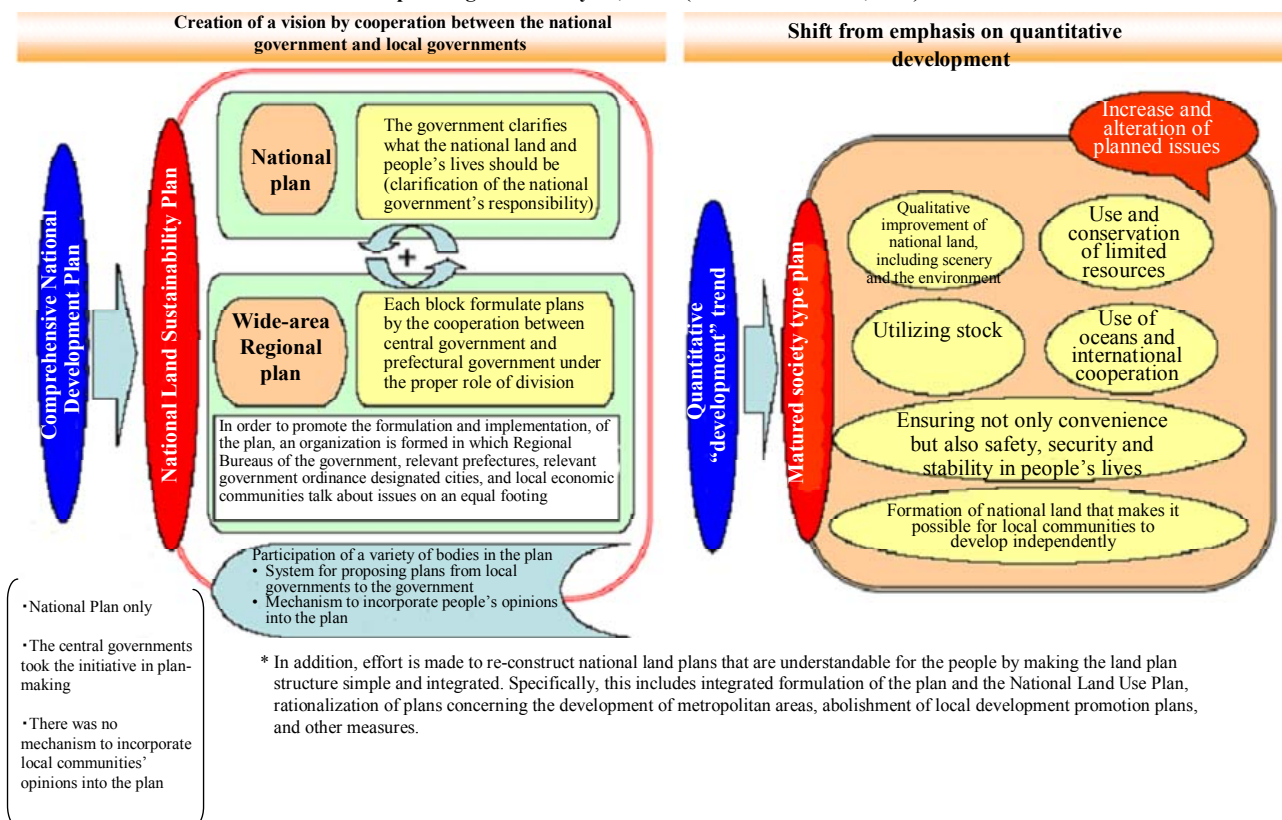 Creation of a vision by cooperation between the national
government and local governments
Comprehensive National
Development Plan
National Land Sustainability Plan
National
plan
The government clarifies
what the national land and
people's lives should be
(clarification of the national
government's responsibility)
+
Wide-area
Regional
plan
Each block formulate plans
by the cooperation between
central government and
prefectural government under
the proper role of division
In order to promote the formulation and implementation, of
the plan, an organization is formed in which Regional
Bureaus of the government, relevant prefectures, relevant
government ordinance designated cities, and local economic
communities talk about issues on an equal footing
Participation of a variety of bodies in the plan
• System for proposing plans from local
governments to the government
• Mechanism to incorporate people's opinions
into the plan
・National Plan only
・The central governments
took the initiative in plan-
making
・There was no
mechanism to incorporate
local communities'
opinions into the plan
Shift from emphasis on quantitative
development
Quantitative
"development" trend
Matured society type plan
Increase and
alteration of
planned issues
Qualitative
improvement of
national land,
including scenery
and the environment
Use and
conservation
of limited
resources
Utilizing stock
Use of
oceans and
international
cooperation
Ensuring not only convenience
but also safety, security and
stability in people's lives
Formation of national land that makes it
possible for local communities to
develop independently
* In addition, effort is made to re-construct national land plans that are understandable for the people by making the land plan
structure simple and integrated. Specifically, this includes integrated formulation of the plan and the National Land Use Plan,
rationalization of plans concerning the development of metropolitan areas, abolishment of local development promotion plans,
and other measures.